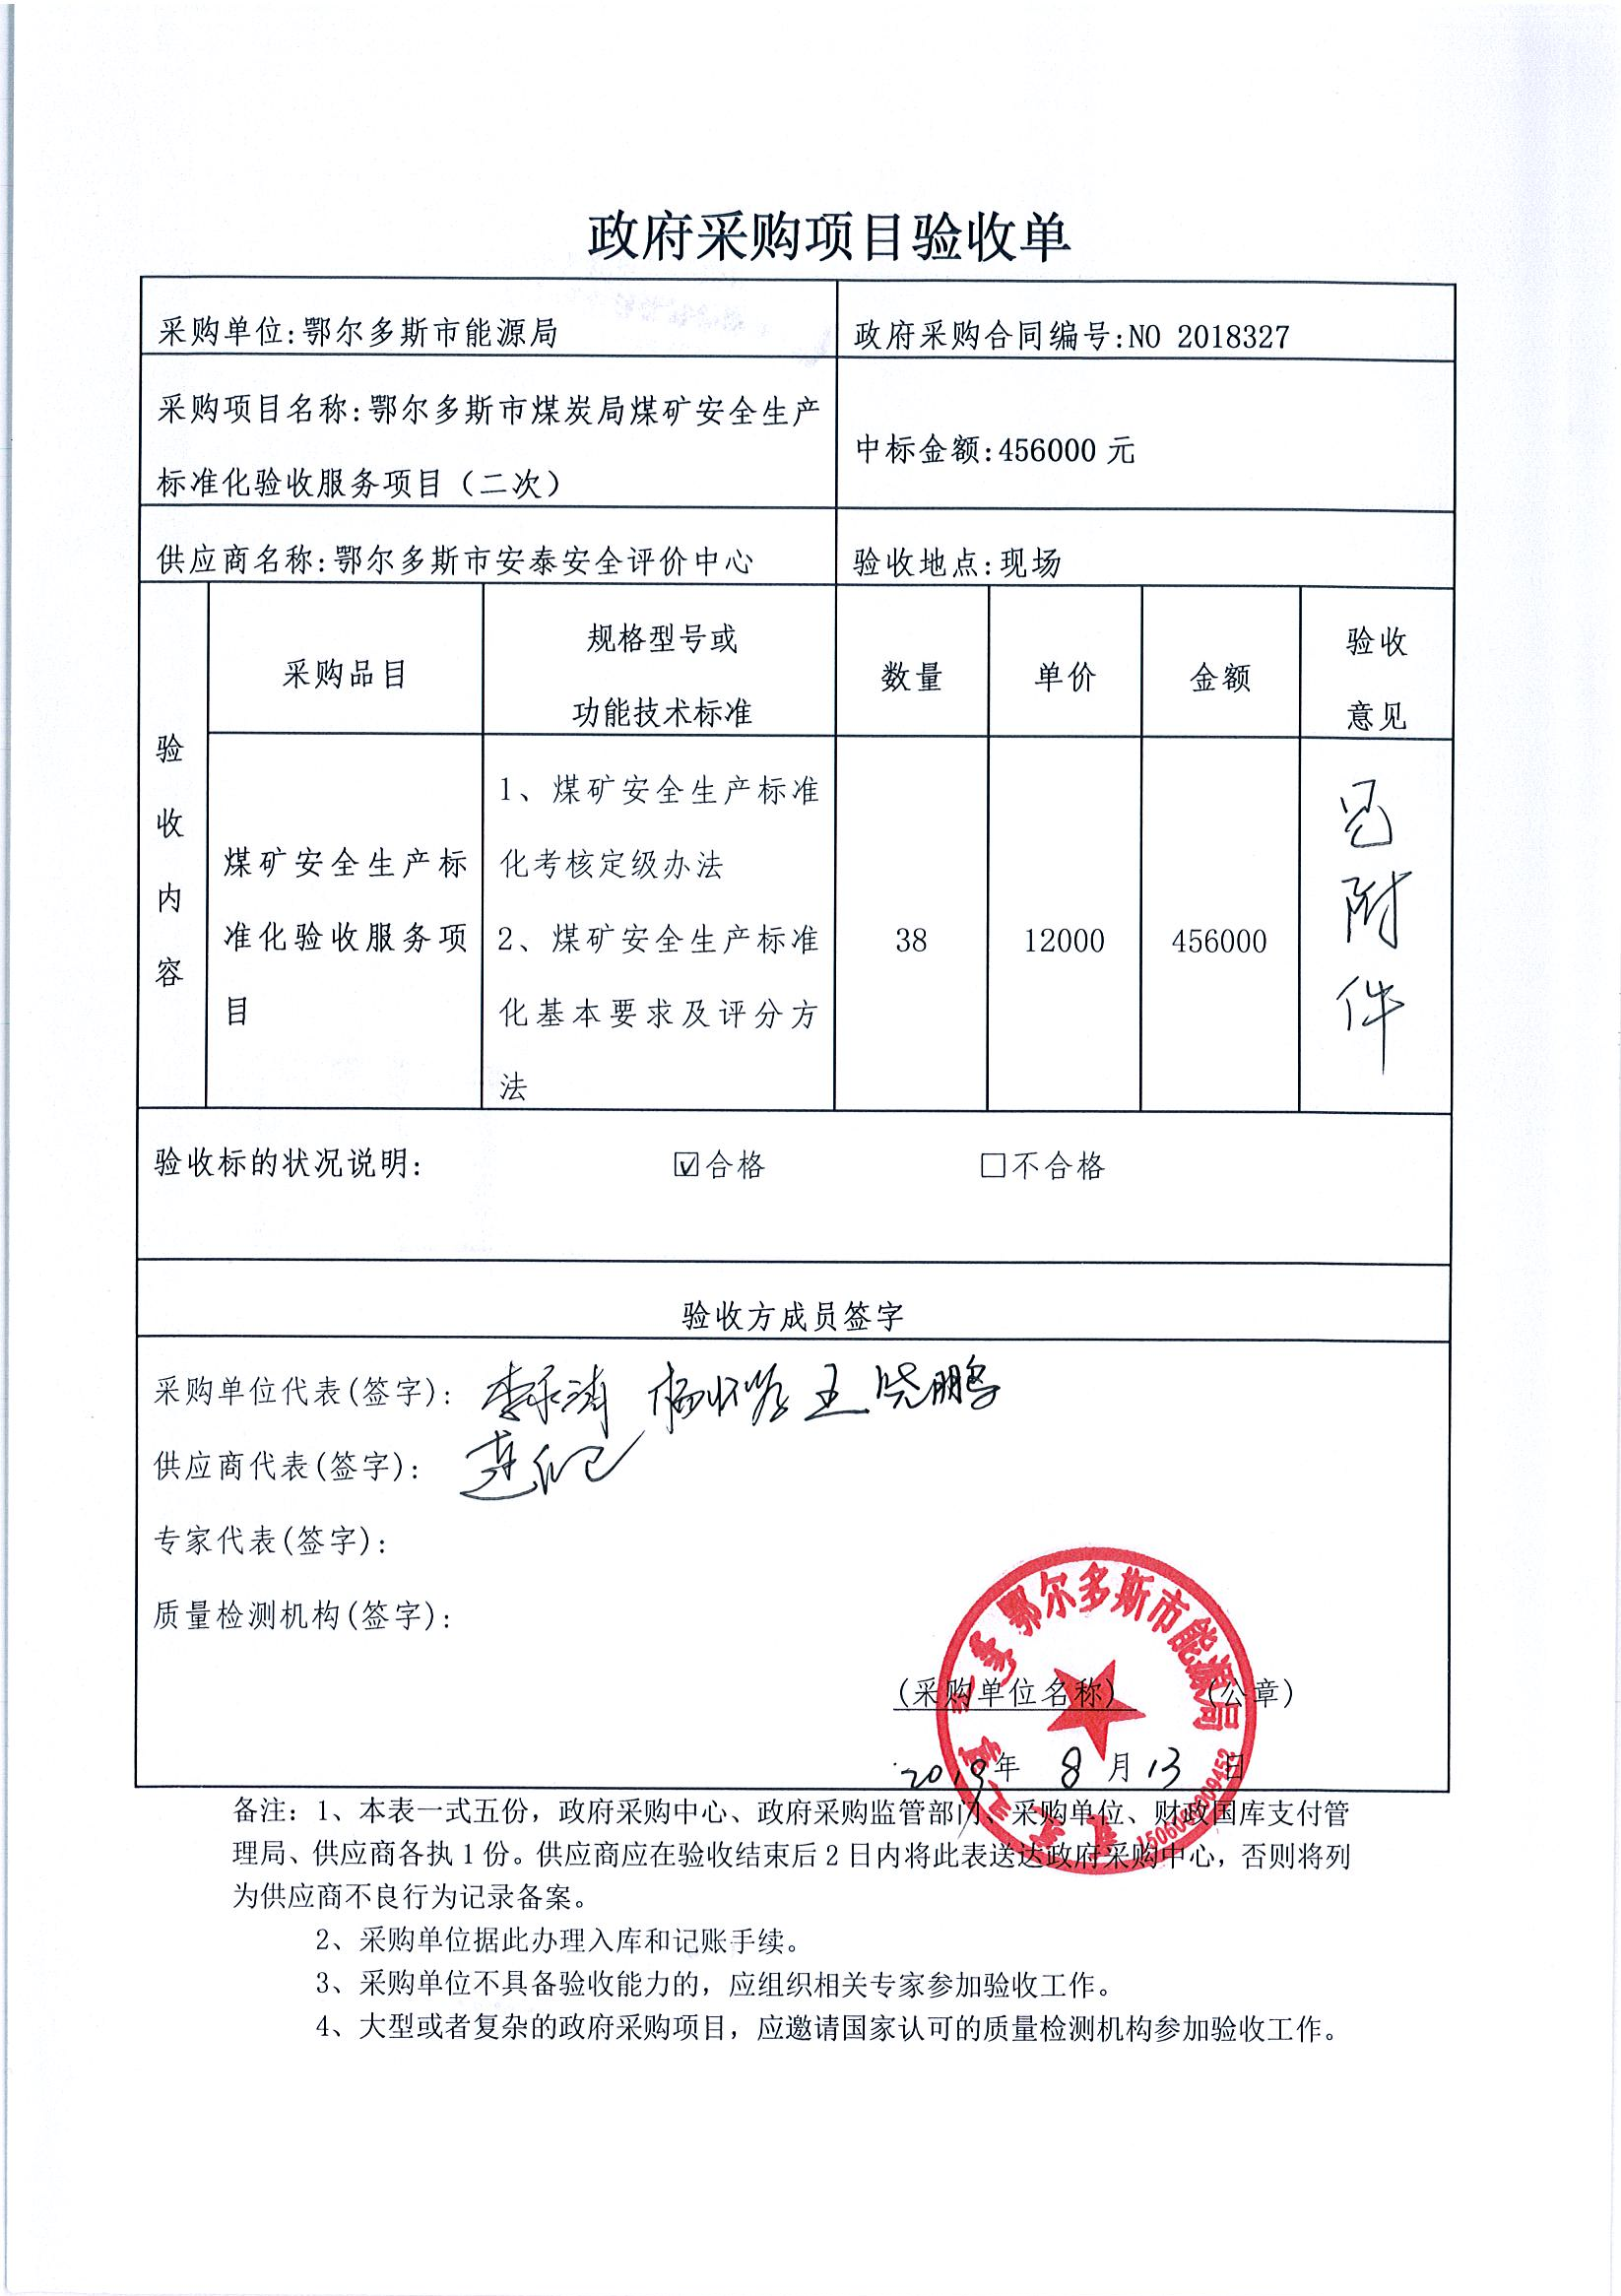 政府采购项目验收单
采购单位:鄂尔多斯市能源局
政府采购合同编号:NO 2018327
采购项目名称:鄂尔多斯市煤炭局煤矿安全生产
标准化验收服务项目（二次）
中标金额:456000 元
供应商名称:鄂尔多斯市安泰安全评价中心
验收地点:现场
验收内容
采购品目
规格型号或
功能技术标准
数量
单价
金额
验收
意见
煤矿安全生产标
准化验收服务项
目
1、煤矿安全生产标准
化考核定级办法
2、煤矿安全生产标准
化基本要求及评分方
法
38
12000
456000
见附件
验收标的状况说明:
☑合格
□不合格
验收方成员签字
采购单位代表(签字): 王晓鹏
供应商代表(签字):
专家代表(签字):
质量检测机构(签字):
鄂尔多斯市能源局
(采购单位名称) (公章)
2019年 8月13日
备注：1、本表一式五份，政府采购中心、政府采购监管部门、采购单位、财政国库支付管
理局、供应商各执 1 份。供应商应在验收结束后 2 日内将此表送达政府采购中心，否则将列
为供应商不良行为记录备案。
2、采购单位据此办理入库和记账手续。
3、采购单位不具备验收能力的，应组织相关专家参加验收工作。
4、大型或者复杂的政府采购项目，应邀请国家认可的质量检测机构参加验收工作。